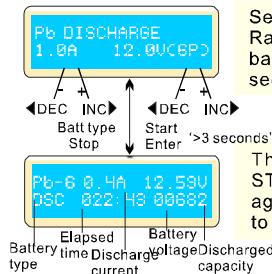 Pb DISCHARGE
1.0A 12.0V(6P)
- + - +
◀DEC INC▶ ◀DEC INC▶
Batt type Start
Stop Enter '>3 seconds'
Pb-6 0.4A 12.59V
DSC 022:43 00682
Battery type
Elapsed time
Discharge current
Battery voltage
Discharged capacity
Se
Ra
ba
se
Th
ST
ag
to